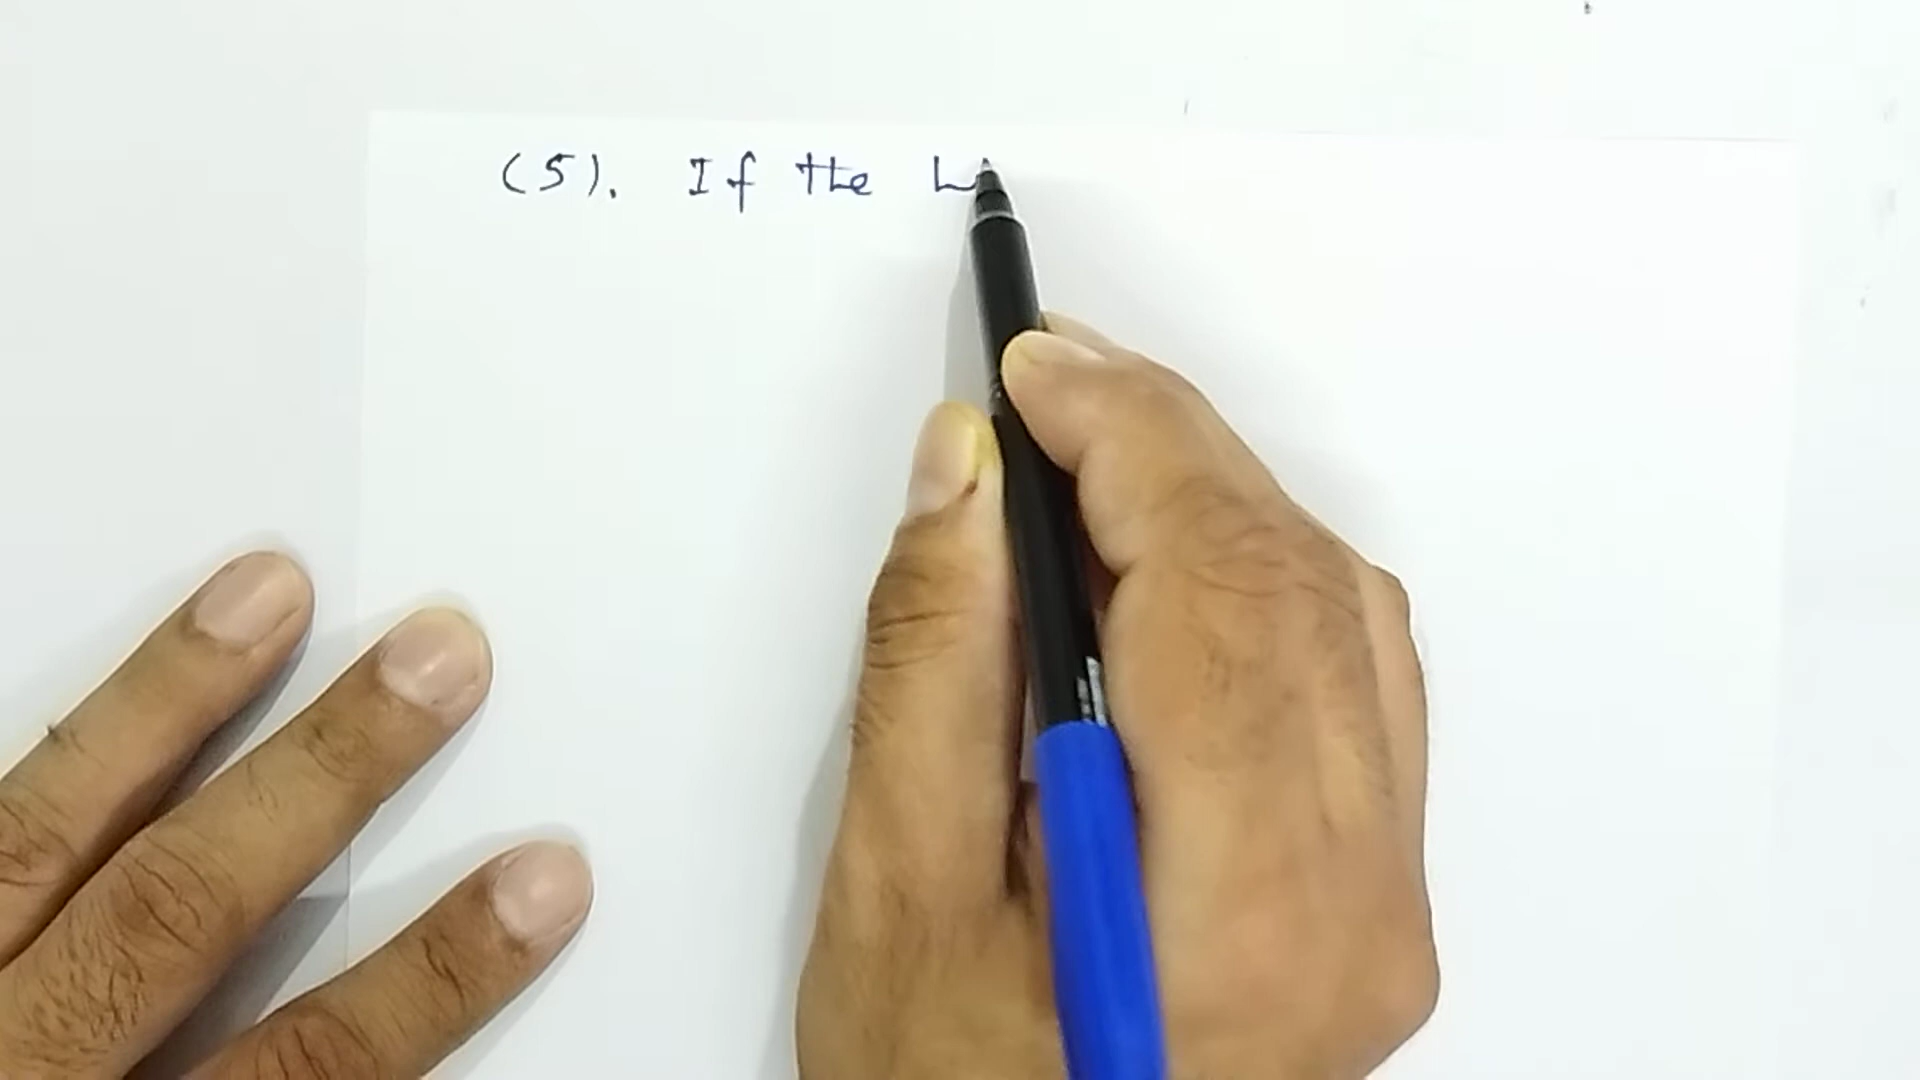 (5). If the